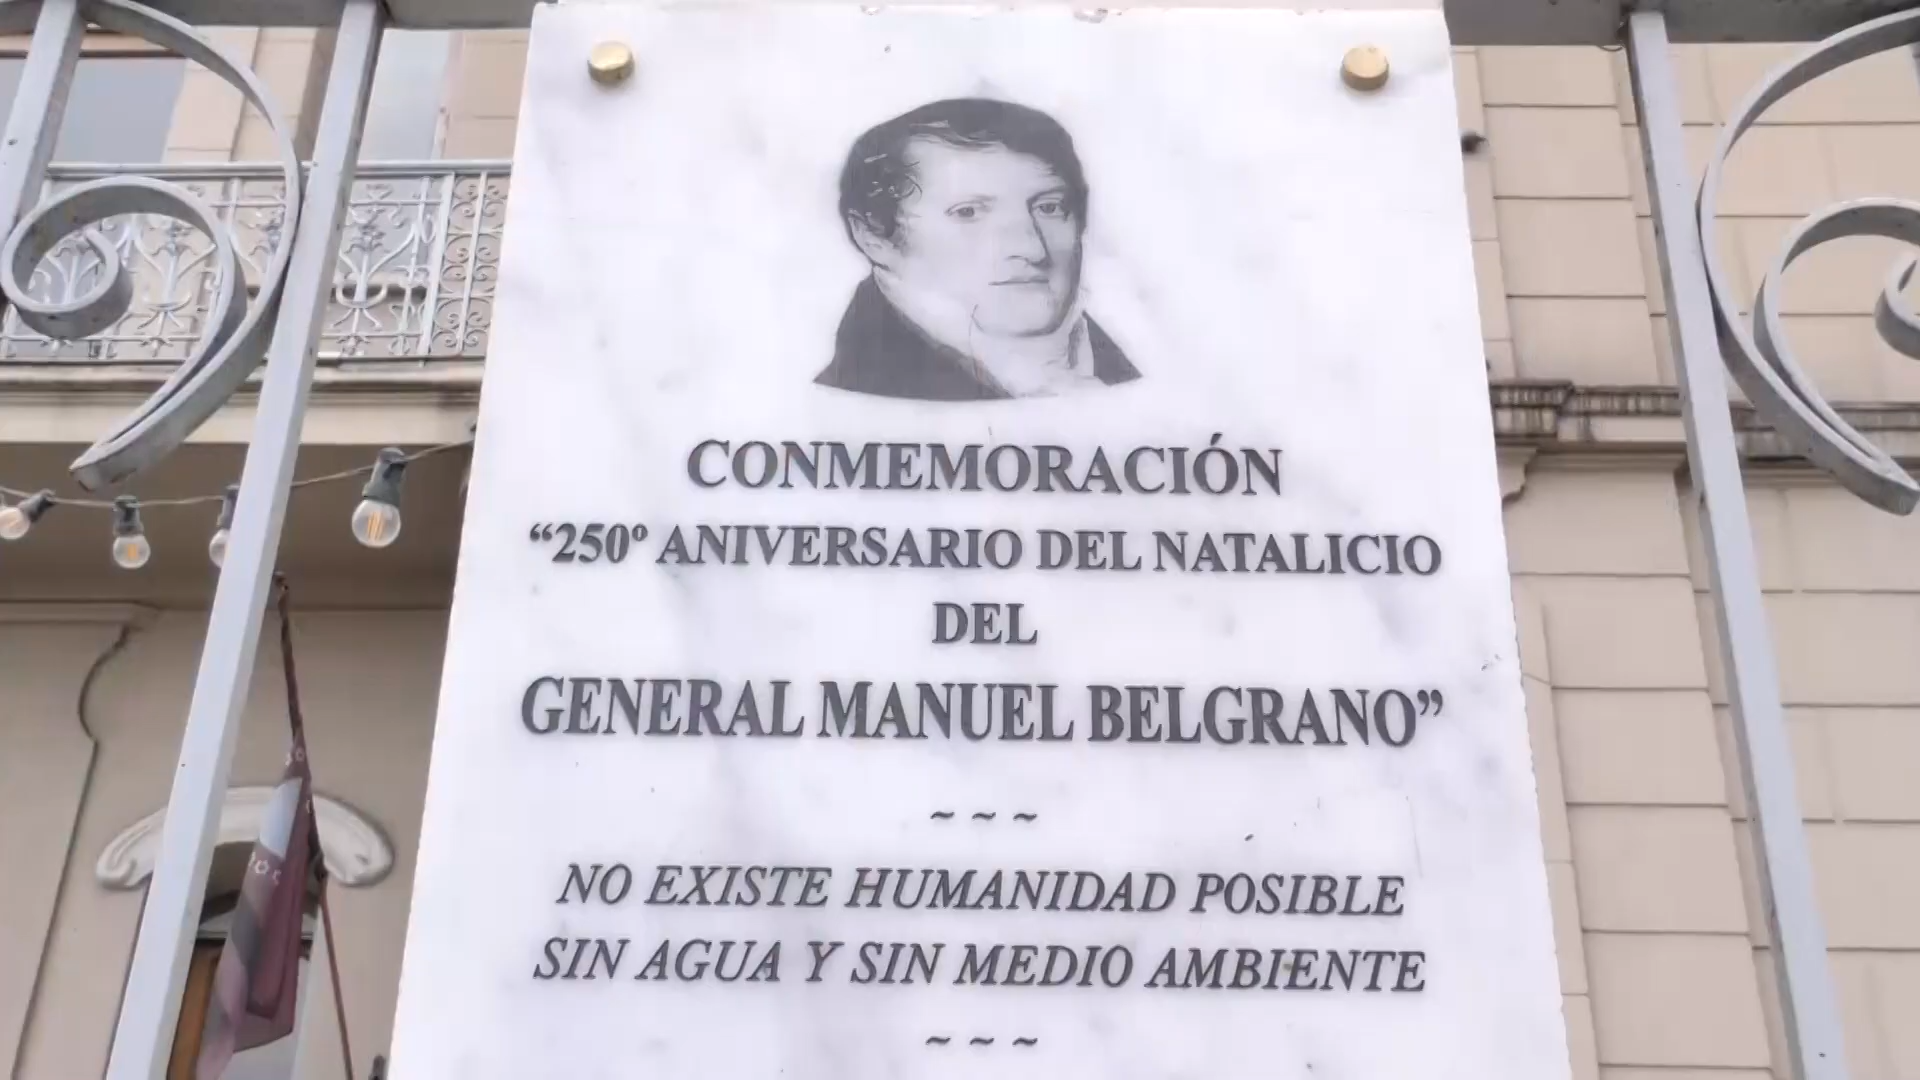 CONMEMORACIÓN
“250º ANIVERSARIO DEL NATALICIO
DEL
GENERAL MANUEL BELGRANO”
~ ~ ~
NO EXISTE HUMANIDAD POSIBLE
SIN AGUA Y SIN MEDIO AMBIENTE
~ ~ ~